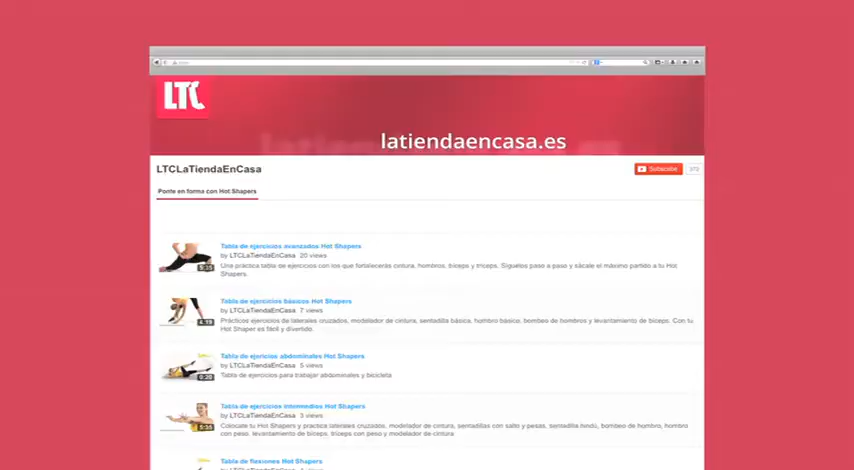 LTC
latiendaencasa.es
LTCLaTiendaEnCasa
Subscribe
372
Ponte en forma con Hot Shapers
Tabla de ejercicios avanzados Hot Shapers
by LTCLaTiendaEnCasa 20 views
Una práctica tabla de ejercicios con los que fortalecerás cintura, hombros, bíceps y tríceps. Síguelos paso a paso y sácale el máximo partido a tu Hot
Shapers.
5:35
Tabla de ejercicios básicos Hot Shapers
by LTCLaTiendaEnCasa 7 views
Prácticos ejercicios de laterales cruzados, modelador de cintura, sentadilla básica, hombro básico, bombeo de hombros y levantamiento de bíceps. Con tu
Hot Shaper es fácil y divertido.
4:19
Tabla de ejericios abdominales Hot Shapers
by LTCLaTiendaEnCasa 5 views
Tabla de ejercicios para trabajar abdominales y bicicleta
Tabla de ejercicios intermedios Hot Shapers
by LTCLaTiendaEnCasa 3 views
Colócate tu Hot Shapers y practica laterales cruzados, modelador de cintura, sentadillas con salto y pesas, sentadilla hindú, bombeo de hombro, hombro
con peso, levantamiento de bíceps, tríceps con peso y modelador de cintura
5:35
Tabla de flexiones Hot Shapers
by LTCLaTiendaEnCasa 4 views